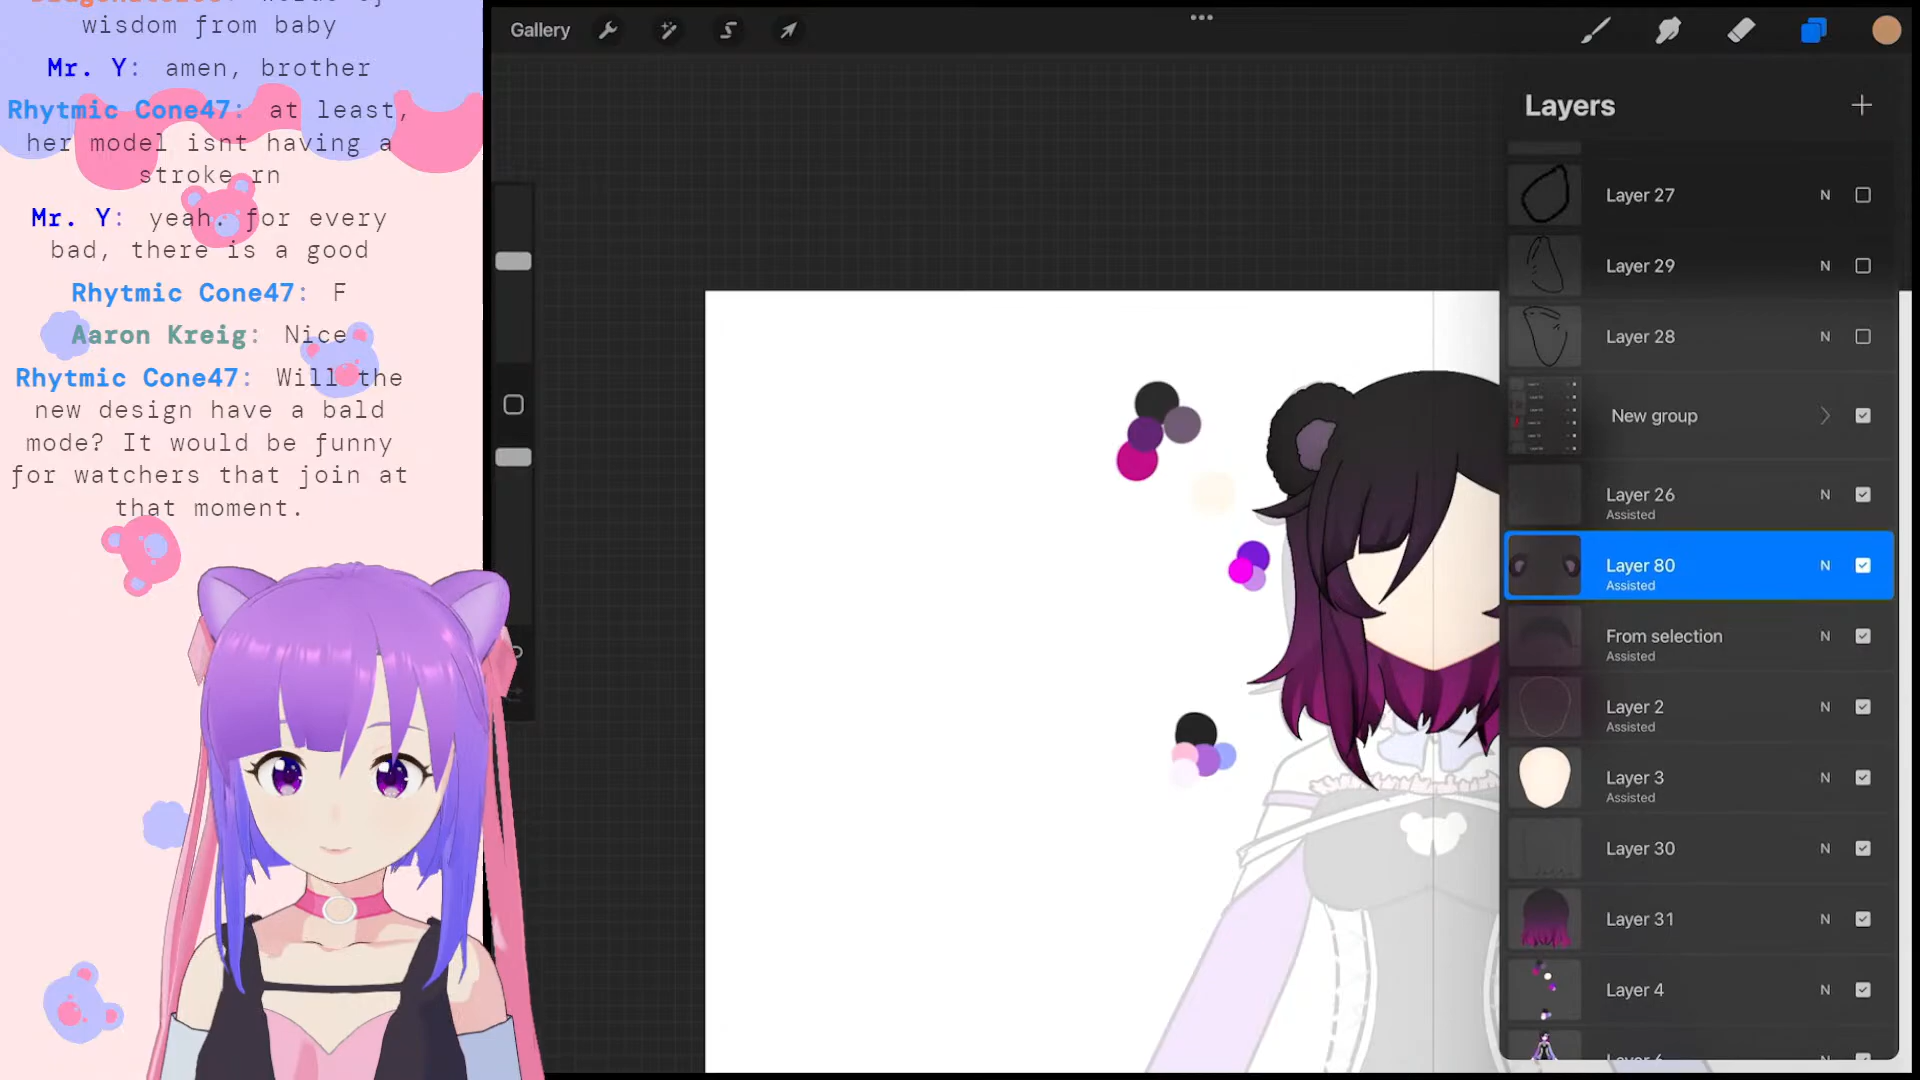 wisdom from baby
Mr. Y: amen, brother
Rhytmic Cone47: at least,
her model isnt having a
stroke rn
Mr. Y: yeah. for every
bad, there is a good
Rhytmic Cone47: F
Aaron Kreig: Nice
Rhytmic Cone47: Will the
new design have a bald
mode? It would be funny
for watchers that join at
that moment.
Gallery
Layers
Layer 27 N
Layer 29 N
Layer 28 N
New group
Layer 26 N
Assisted
Layer 80 N
Assisted
From selection N
Assisted
Layer 2 N
Assisted
Layer 3 N
Assisted
Layer 30 N
Layer 31 N
Layer 4 N